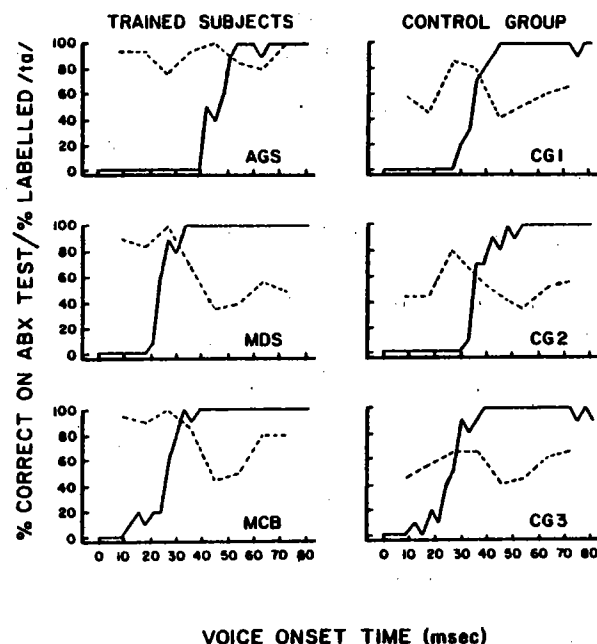 TRAINED SUBJECTS CONTROL GROUP
% CORRECT ON ABX TEST/% LABELLED /ta/
100
80
60
40
20
0
AGS
CG1
100
80
60
40
20
0
MDS
CG2
100
80
60
40
20
0
MCB
CG3
0 10 20 30 40 50 60 70 80
0 10 20 30 40 50 60 70 80
VOICE ONSET TIME (msec)